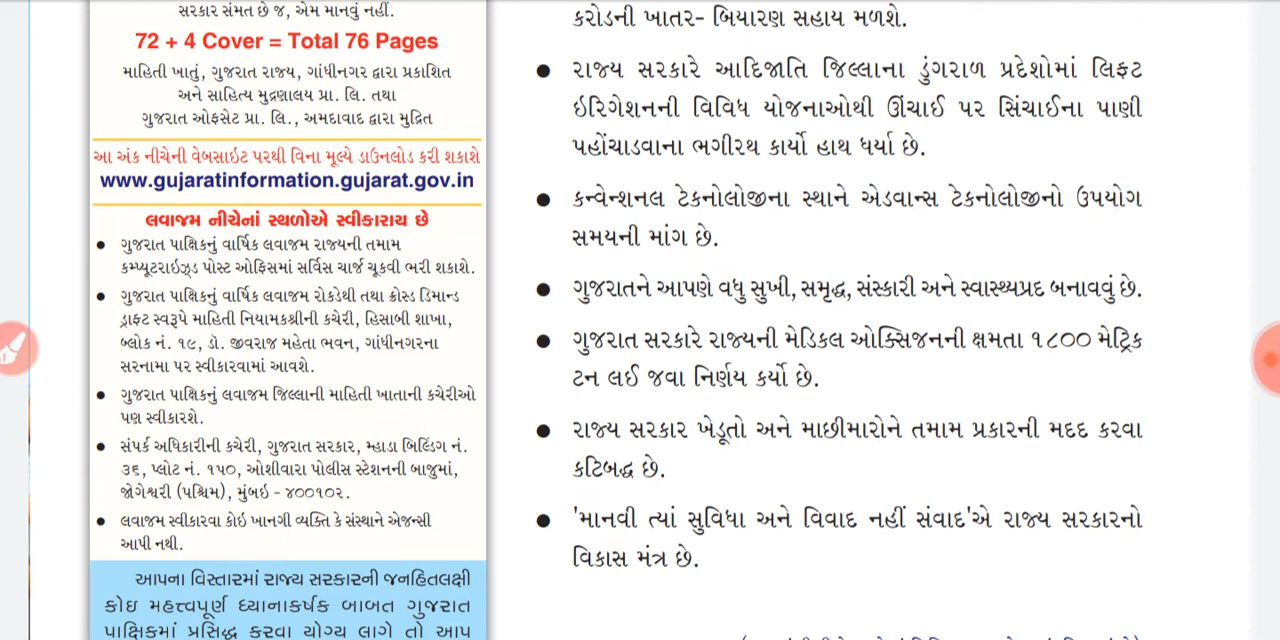 સરકાર સંમત છે જ, એમ માનવું નહીં.
72 + 4 Cover = Total 76 Pages
માહિતી ખાતું, ગુજરાત રાજ્ય, ગાંધીનગર દ્વારા પ્રકાશિત
અને સાહિત્ય મુદ્રણાલય પ્રા. લિ. તથા
ગુજરાત ઓફસેટ પ્રા. લિ., અમદાવાદ દ્વારા મુદ્રિત
આ અંક નીચેની વેબસાઇટ પરથી વિના મૂલ્યે ડાઉનલોડ કરી શકાશે
www.gujaratinformation.gujarat.gov.in
લવાજમ નીચેનાં સ્થળોએ સ્વીકારાય છે
● ગુજરાત પાક્ષિકનું વાર્ષિક લવાજમ રાજ્યની તમામ
કમ્પ્યૂટરાઇઝ્ડ પોસ્ટ ઓફિસમાં સર્વિસ ચાર્જ ચૂકવી ભરી શકાશે.
● ગુજરાત પાક્ષિકનું વાર્ષિક લવાજમ રોકડેથી તથા ક્રોસ્ડ ડિમાન્ડ
ડ્રાફ્ટ સ્વરૂપે માહિતી નિયામકશ્રીની કચેરી, હિસાબી શાખા,
બ્લોક નં. ૧૯, ડૉ. જીવરાજ મહેતા ભવન, ગાંધીનગરના
સરનામા પર સ્વીકારવામાં આવશે.
● ગુજરાત પાક્ષિકનું લવાજમ જિલ્લાની માહિતી ખાતાની કચેરીઓ
પણ સ્વીકારશે.
● સંપર્ક અધિકારીની કચેરી, ગુજરાત સરકાર, મ્હાડા બિલ્ડિંગ નં.
૩૬, પ્લોટ નં. ૧૫૦, ઓશીવારા પોલીસ સ્ટેશનની બાજુમાં,
જોગેશ્વરી (પશ્ચિમ), મુંબઇ - ૪૦૦૧૦૨.
● લવાજમ સ્વીકારવા કોઇ ખાનગી વ્યક્તિ કે સંસ્થાને એજન્સી
આપી નથી.
આપના વિસ્તારમાં રાજ્ય સરકારની જનહિતલક્ષી
કોઇ મહત્ત્વપૂર્ણ ધ્યાનાકર્ષક બાબત ગુજરાત
પાક્ષિકમાં પ્રસિદ્ધ કરવા યોગ્ય લાગે તો આપ
કરોડની ખાતર- બિયારણ સહાય મળશે.
● રાજ્ય સરકારે આદિજાતિ જિલ્લાના ડુંગરાળ પ્રદેશોમાં લિફ્ટ
ઇરિગેશનની વિવિધ યોજનાઓથી ઊંચાઈ પર સિંચાઈના પાણી
પહોંચાડવાના ભગીરથ કાર્યો હાથ ધર્યા છે.
● કન્વેન્શનલ ટેકનોલોજીના સ્થાને એડવાન્સ ટેકનોલોજીનો ઉપયોગ
સમયની માંગ છે.
● ગુજરાતને આપણે વધુ સુખી, સમૃદ્ધ, સંસ્કારી અને સ્વાસ્થ્યપ્રદ બનાવવું છે.
● ગુજરાત સરકારે રાજ્યની મેડિકલ ઓક્સિજનની ક્ષમતા ૧૮૦૦ મેટ્રિક
ટન લઈ જવા નિર્ણય કર્યો છે.
● રાજ્ય સરકાર ખેડૂતો અને માછીમારોને તમામ પ્રકારની મદદ કરવા
કટિબદ્ધ છે.
● 'માનવી ત્યાં સુવિધા અને વિવાદ નહીં સંવાદ'એ રાજ્ય સરકારનો
વિકાસ મંત્ર છે.